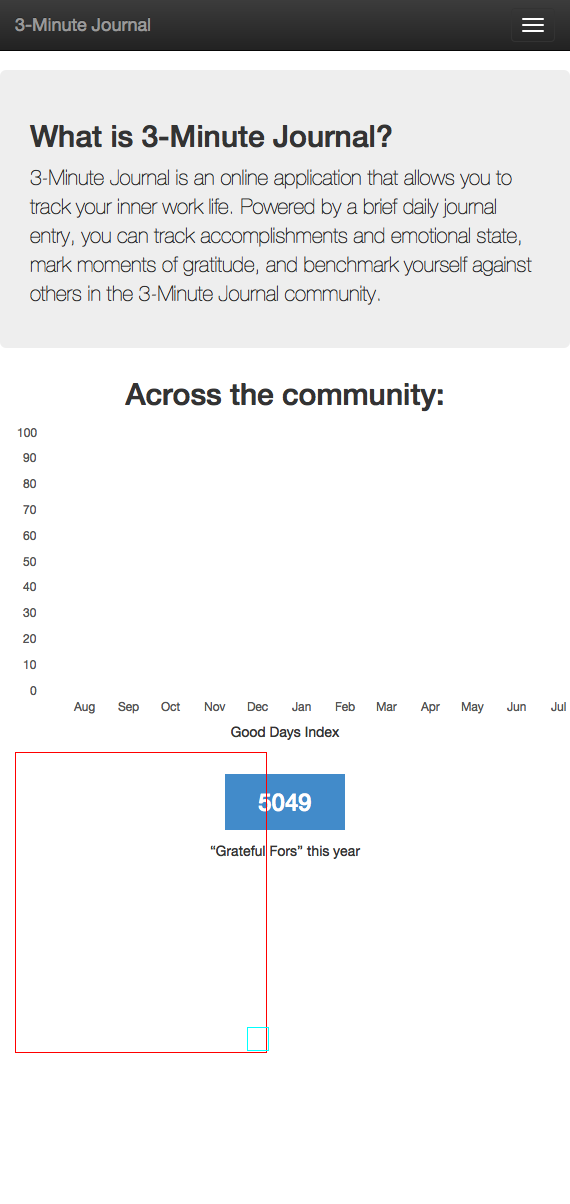 3-Minute Journal
What is 3-Minute Journal?
3-Minute Journal is an online application that allows you to
track your inner work life. Powered by a brief daily journal
entry, you can track accomplishments and emotional state,
mark moments of gratitude, and benchmark yourself against
others in the 3-Minute Journal community.
Across the community:
100
90
80
70
60
50
40
30
20
10
0
Aug Sep Oct Nov Dec Jan Feb Mar Apr May Jun Jul
Good Days Index
5049
“Grateful Fors” this year